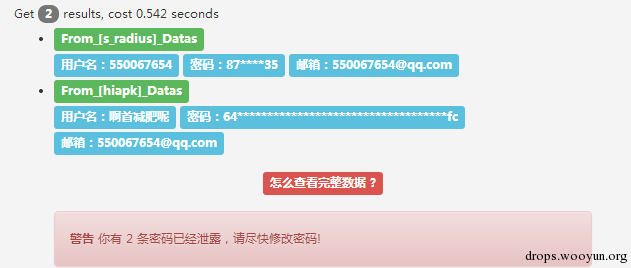 Get 2 results, cost 0.542 seconds
From_[s_radius]_Datas
用户名：550067654 密码：87****35 邮箱：550067654@qq.com
From_[hiapk]_Datas
用户名：啊首减肥呢 密码：64************************************fc
邮箱：550067654@qq.com
怎么查看完整数据？
警告 你有 2 条密码已经泄露，请尽快修改密码!
drops.wooyun.org